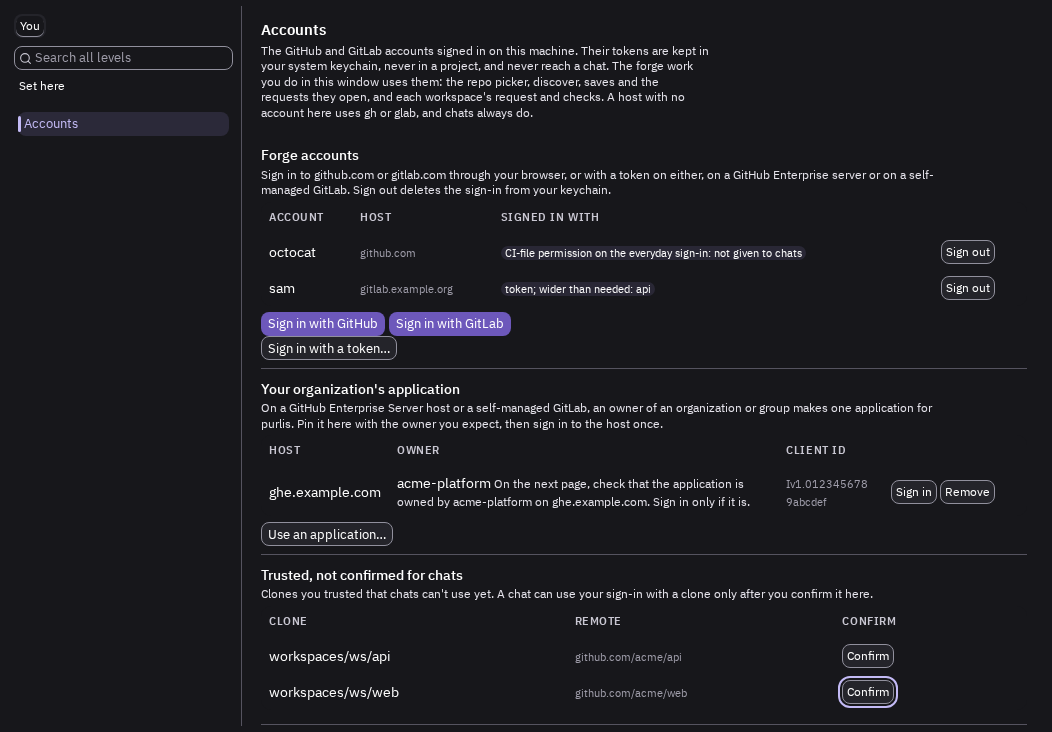 You
Search all levels
Set here
Accounts
Accounts
The GitHub and GitLab accounts signed in on this machine. Their tokens are kept in
your system keychain, never in a project, and never reach a chat. The forge work
you do in this window uses them: the repo picker, discover, saves and the
requests they open, and each workspace's request and checks. A host with no
account here uses gh or glab, and chats always do.
Forge accounts
Sign in to github.com or gitlab.com through your browser, or with a token on either, on a GitHub Enterprise server or on a self-
managed GitLab. Sign out deletes the sign-in from your keychain.
ACCOUNT HOST SIGNED IN WITH
octocat github.com CI-file permission on the everyday sign-in: not given to chats Sign out
sam gitlab.example.org token; wider than needed: api Sign out
Sign in with GitHub Sign in with GitLab
Sign in with a token...
Your organization's application
On a GitHub Enterprise Server host or a self-managed GitLab, an owner of an organization or group makes one application for
purlis. Pin it here with the owner you expect, then sign in to the host once.
HOST OWNER CLIENT ID
ghe.example.com acme-platform On the next page, check that the application is
owned by acme-platform on ghe.example.com. Sign in only if it is.
Iv1.012345678
9abcdef
Sign in Remove
Use an application...
Trusted, not confirmed for chats
Clones you trusted that chats can't use yet. A chat can use your sign-in with a clone only after you confirm it here.
CLONE REMOTE CONFIRM
workspaces/ws/api github.com/acme/api Confirm
workspaces/ws/web github.com/acme/web Confirm